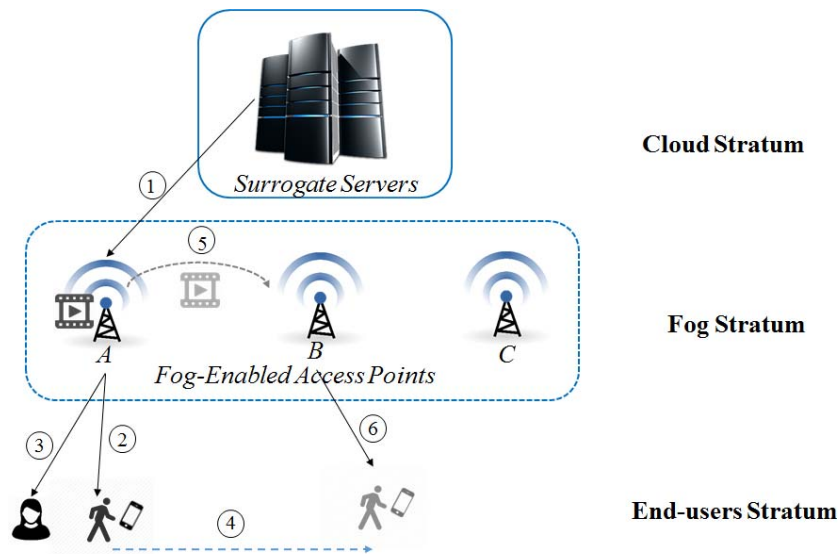 Cloud Stratum
Surrogate Servers
1
5
Fog Stratum
A
B
C
Fog-Enabled Access Points
3
2
6
End-users Stratum
4